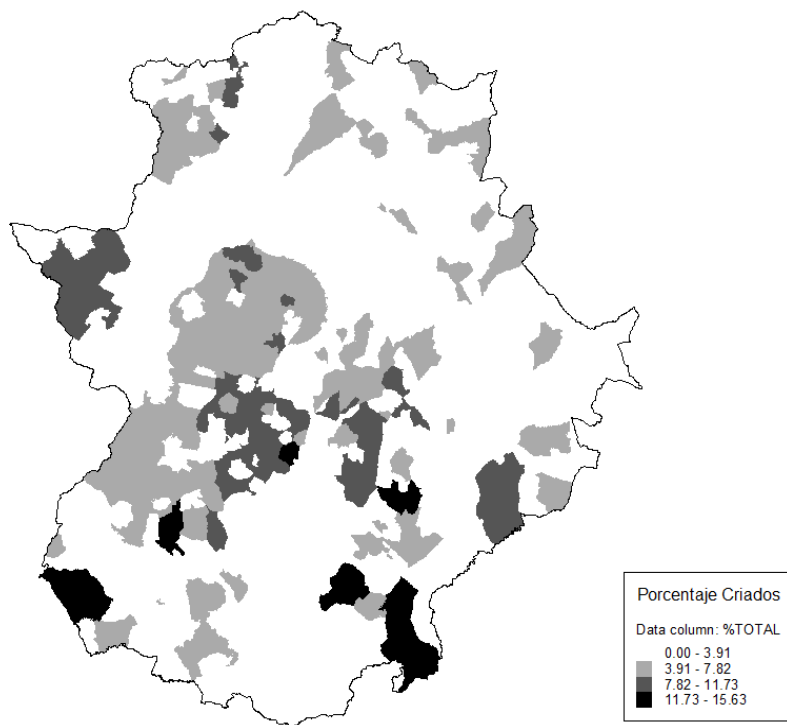 Porcentaje Criados
Data column: %TOTAL
0.00 - 3.91
3.91 - 7.82
7.82 - 11.73
11.73 - 15.63